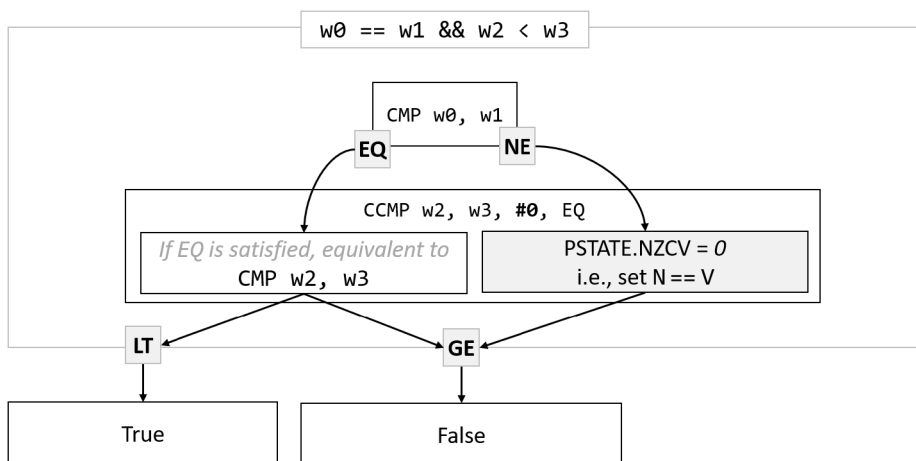 w0 == w1 && w2 < w3
CMP w0, w1
EQ
NE
CCMP w2, w3, #0, EQ
If EQ is satisfied, equivalent to
CMP w2, w3
PSTATE.NZCV = 0
i.e., set N == V
LT
GE
True
False